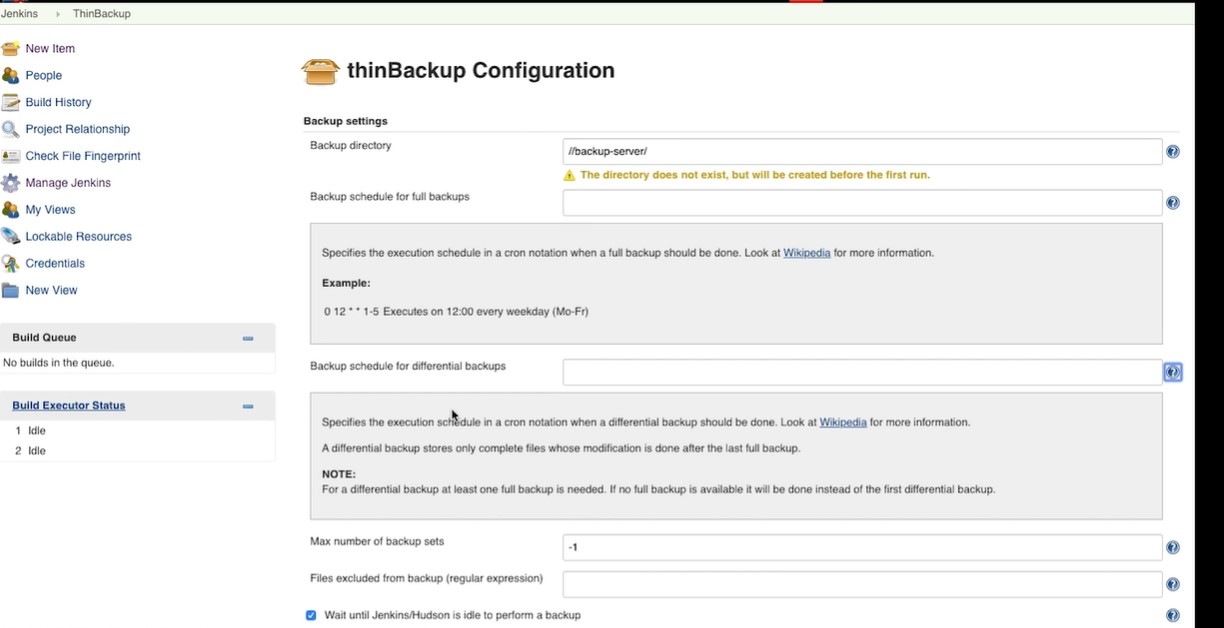 Jenkins › ThinBackup
New Item
People
Build History
Project Relationship
Check File Fingerprint
Manage Jenkins
My Views
Lockable Resources
Credentials
New View
Build Queue
No builds in the queue.
Build Executor Status
1 Idle
2 Idle
thinBackup Configuration
Backup settings
Backup directory
//backup-server/
The directory does not exist, but will be created before the first run.
Backup schedule for full backups
Specifies the execution schedule in a cron notation when a full backup should be done. Look at Wikipedia for more information.
Example:
0 12 * * 1-5 Executes on 12:00 every weekday (Mo-Fr)
Backup schedule for differential backups
Specifies the execution schedule in a cron notation when a differential backup should be done. Look at Wikipedia for more information.
A differential backup stores only complete files whose modification is done after the last full backup.
NOTE:
For a differential backup at least one full backup is needed. If no full backup is available it will be done instead of the first differential backup.
Max number of backup sets
-1
Files excluded from backup (regular expression)
Wait until Jenkins/Hudson is idle to perform a backup